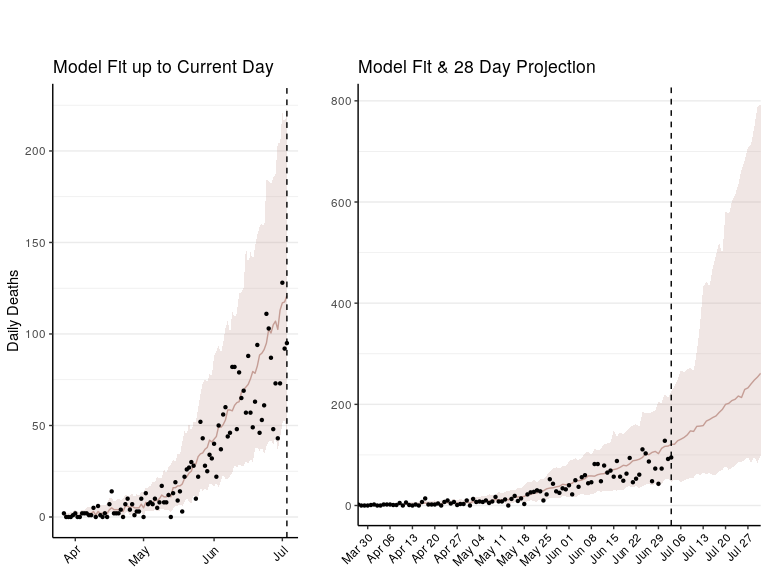 Model Fit up to Current Day
Daily Deaths
200
150
100
50
0
Apr
May
Jun
Jul
Model Fit & 28 Day Projection
800
600
400
200
0
Mar 30
Apr 06
Apr 13
Apr 20
Apr 27
May 04
May 11
May 18
May 25
Jun 01
Jun 08
Jun 15
Jun 22
Jun 29
Jul 06
Jul 13
Jul 20
Jul 27